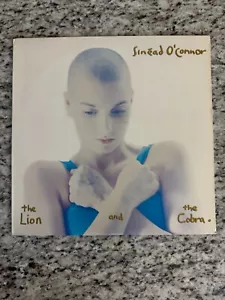 Sinéad O'Connor
the and the
Lion Cobra.